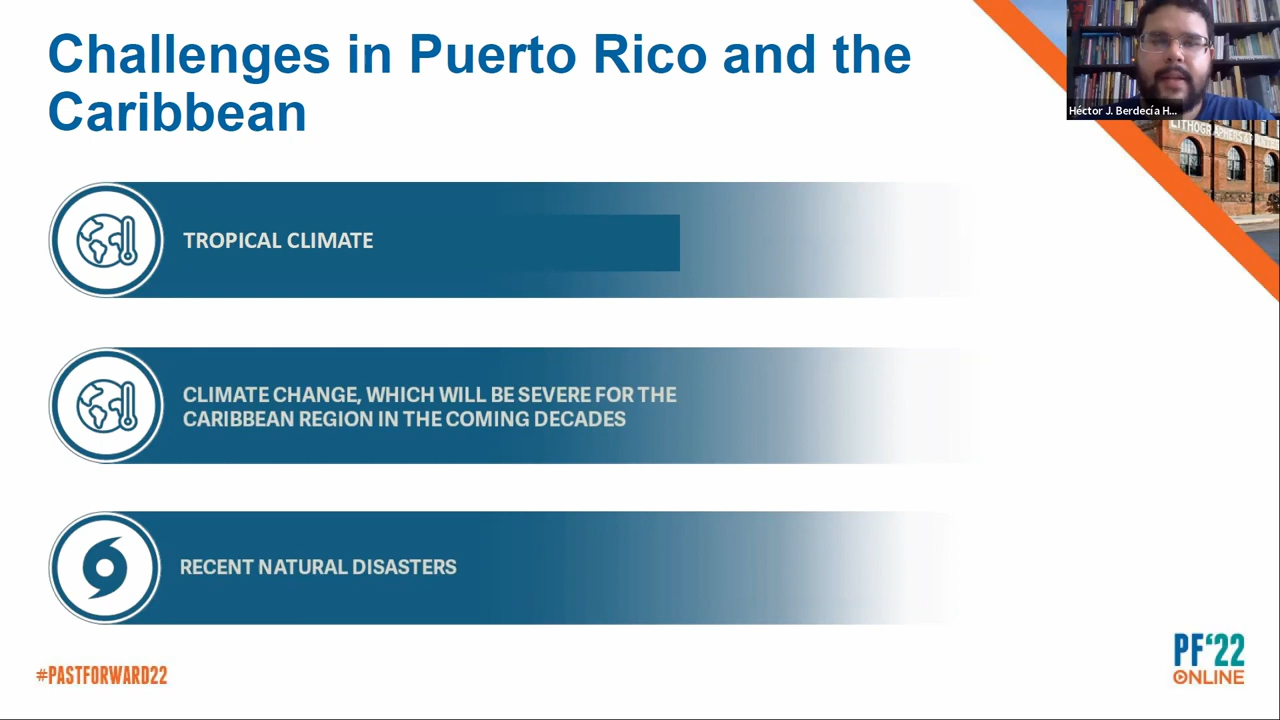 Challenges in Puerto Rico and the
Caribbean
Héctor J. Berdecía H...
LITHOGRAPHERS
TROPICAL CLIMATE
CLIMATE CHANGE, WHICH WILL BE SEVERE FOR THE
CARIBBEAN REGION IN THE COMING DECADES
RECENT NATURAL DISASTERS
#PASTFORWARD22
PF‘22
ONLINE